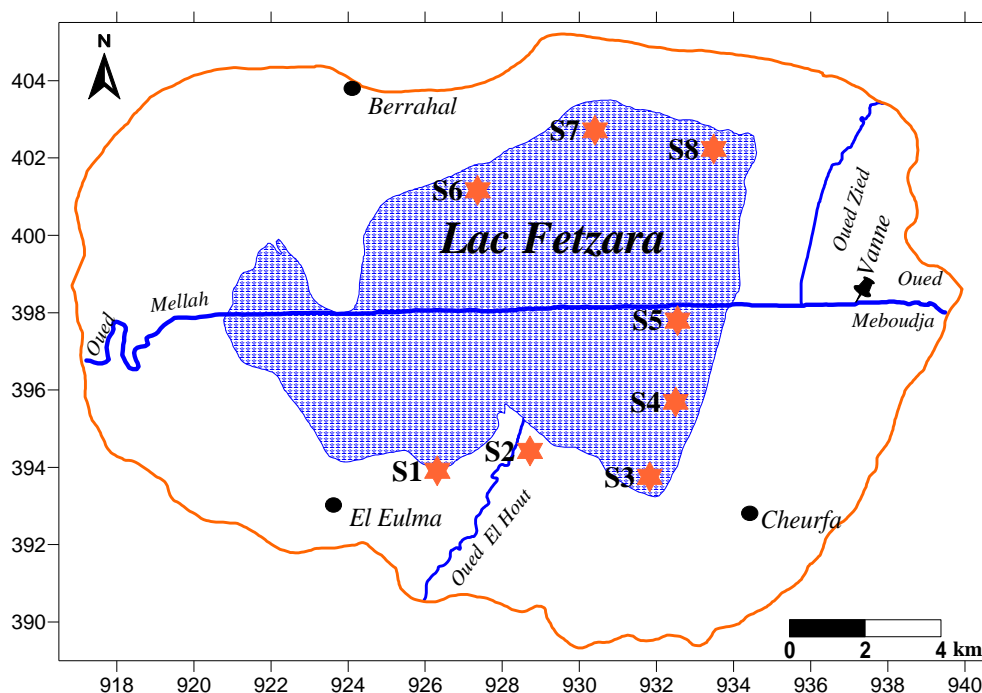 N
404
402
400
398
396
394
392
390
Berrahal
S7
S8
S6
Lac Fetzara
Oued Zied
Vanne
Oued
Mellah
Oued
Meboudja
S5
S4
S2
S1
S3
El Eulma
Oued El Hout
Cheurfa
0 2 4 km
918 920 922 924 926 928 930 932 934 936 938 940